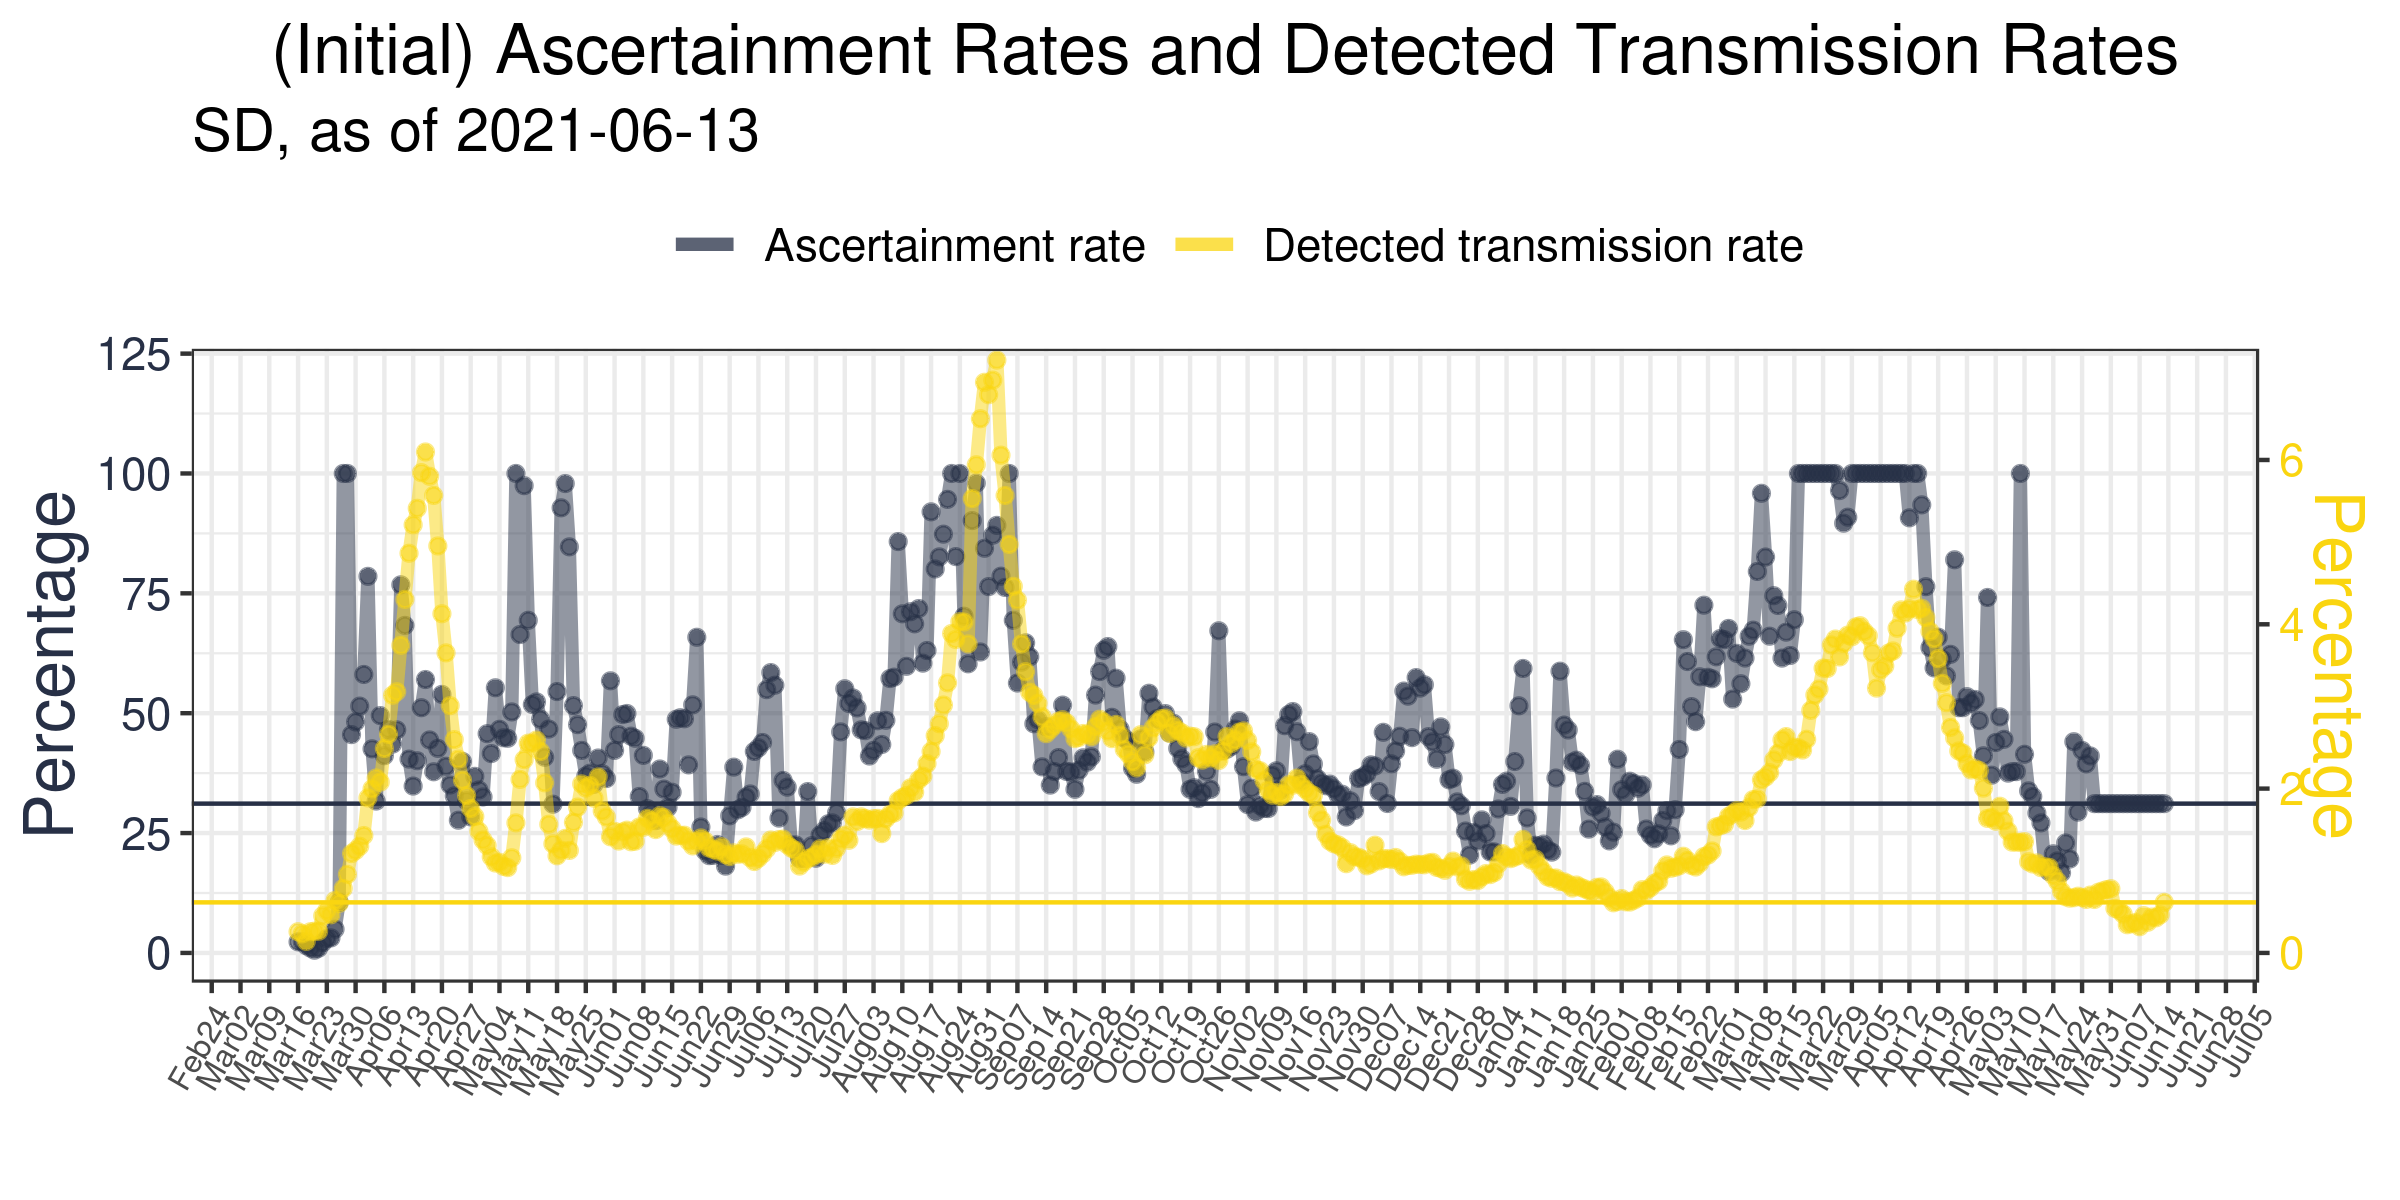 (Initial) Ascertainment Rates and Detected Transmission Rates
SD, as of 2021-06-13
Ascertainment rate
Detected transmission rate
Percentage
125
100
75
50
25
0
6
4
2
0
Percentage
Feb24
Mar02
Mar09
Mar16
Mar23
Mar30
Apr06
Apr13
Apr20
Apr27
May04
May11
May18
May25
Jun01
Jun08
Jun15
Jun22
Jun29
Jul06
Jul13
Jul20
Jul27
Aug03
Aug10
Aug17
Aug24
Aug31
Sep07
Sep14
Sep21
Sep28
Oct05
Oct12
Oct19
Oct26
Nov02
Nov09
Nov16
Nov23
Nov30
Dec07
Dec14
Dec21
Dec28
Jan04
Jan11
Jan18
Jan25
Feb01
Feb08
Feb15
Feb22
Mar01
Mar08
Mar15
Mar22
Mar29
Apr05
Apr12
Apr19
Apr26
May03
May10
May17
May24
May31
Jun07
Jun14
Jun21
Jun28
Jul05